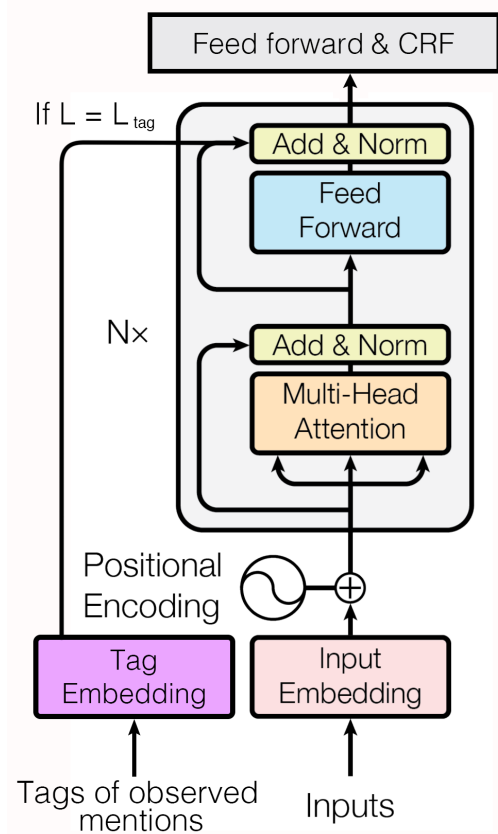 Feed forward & CRF
If L = L tag
Add & Norm
Feed
Forward
N×
Add & Norm
Multi-Head
Attention
Positional
Encoding
Tag
Embedding
Input
Embedding
Tags of observed
mentions
Inputs